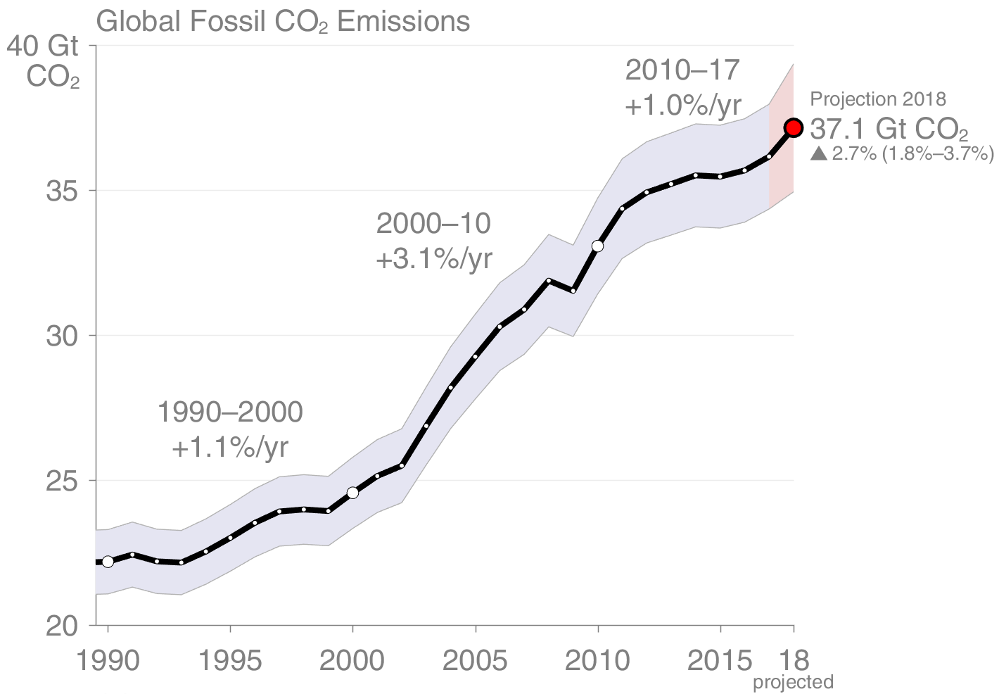 Global Fossil CO₂ Emissions
40 Gt
CO₂
35
30
25
20
2010–17
+1.0%/yr
2000–10
+3.1%/yr
1990–2000
+1.1%/yr
Projection 2018
37.1 Gt CO₂
▲ 2.7% (1.8%–3.7%)
1990 1995 2000 2005 2010 2015 18
projected